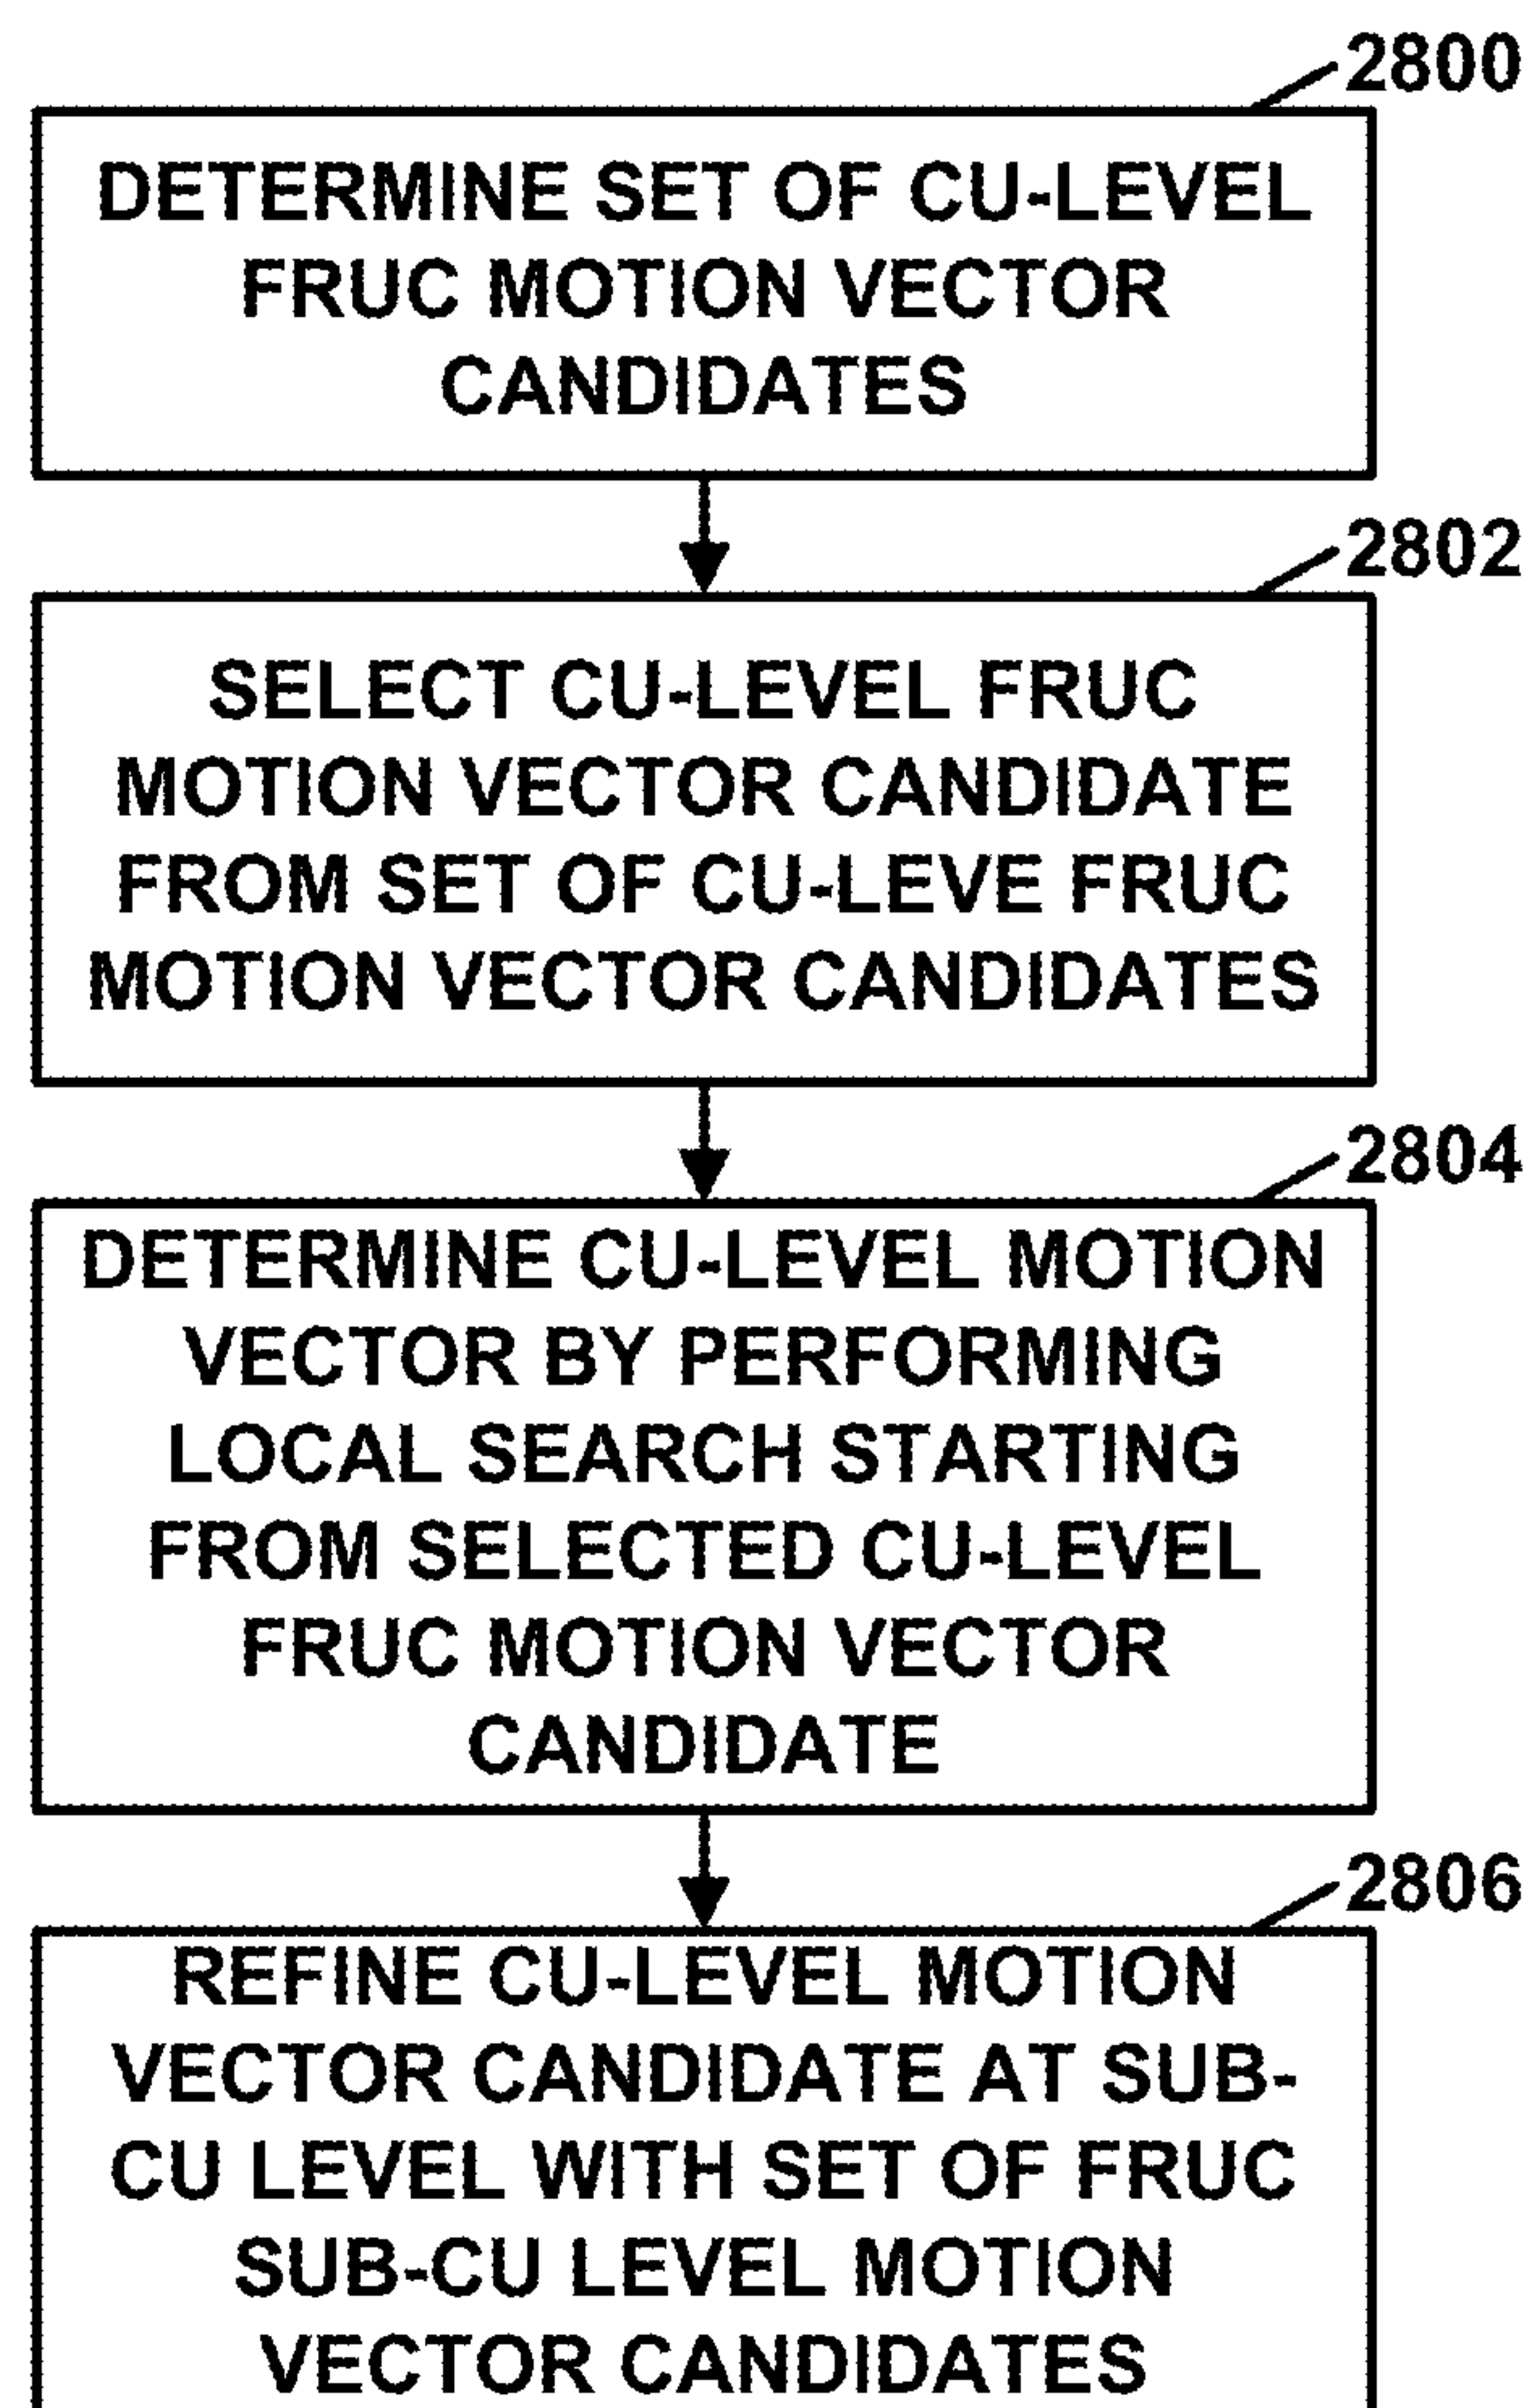 2800
DETERMINE SET OF CU-LEVEL
FRUC MOTION VECTOR
CANDIDATES
2802
SELECT CU-LEVEL FRUC
MOTION VECTOR CANDIDATE
FROM SET OF CU-LEVE FRUC
MOTION VECTOR CANDIDATES
2804
DETERMINE CU-LEVEL MOTION
VECTOR BY PERFORMING
LOCAL SEARCH STARTING
FROM SELECTED CU-LEVEL
FRUC MOTION VECTOR
CANDIDATE
2806
REFINE CU-LEVEL MOTION
VECTOR CANDIDATE AT SUB-
CU LEVEL WITH SET OF FRUC
SUB-CU LEVEL MOTION
VECTOR CANDIDATES